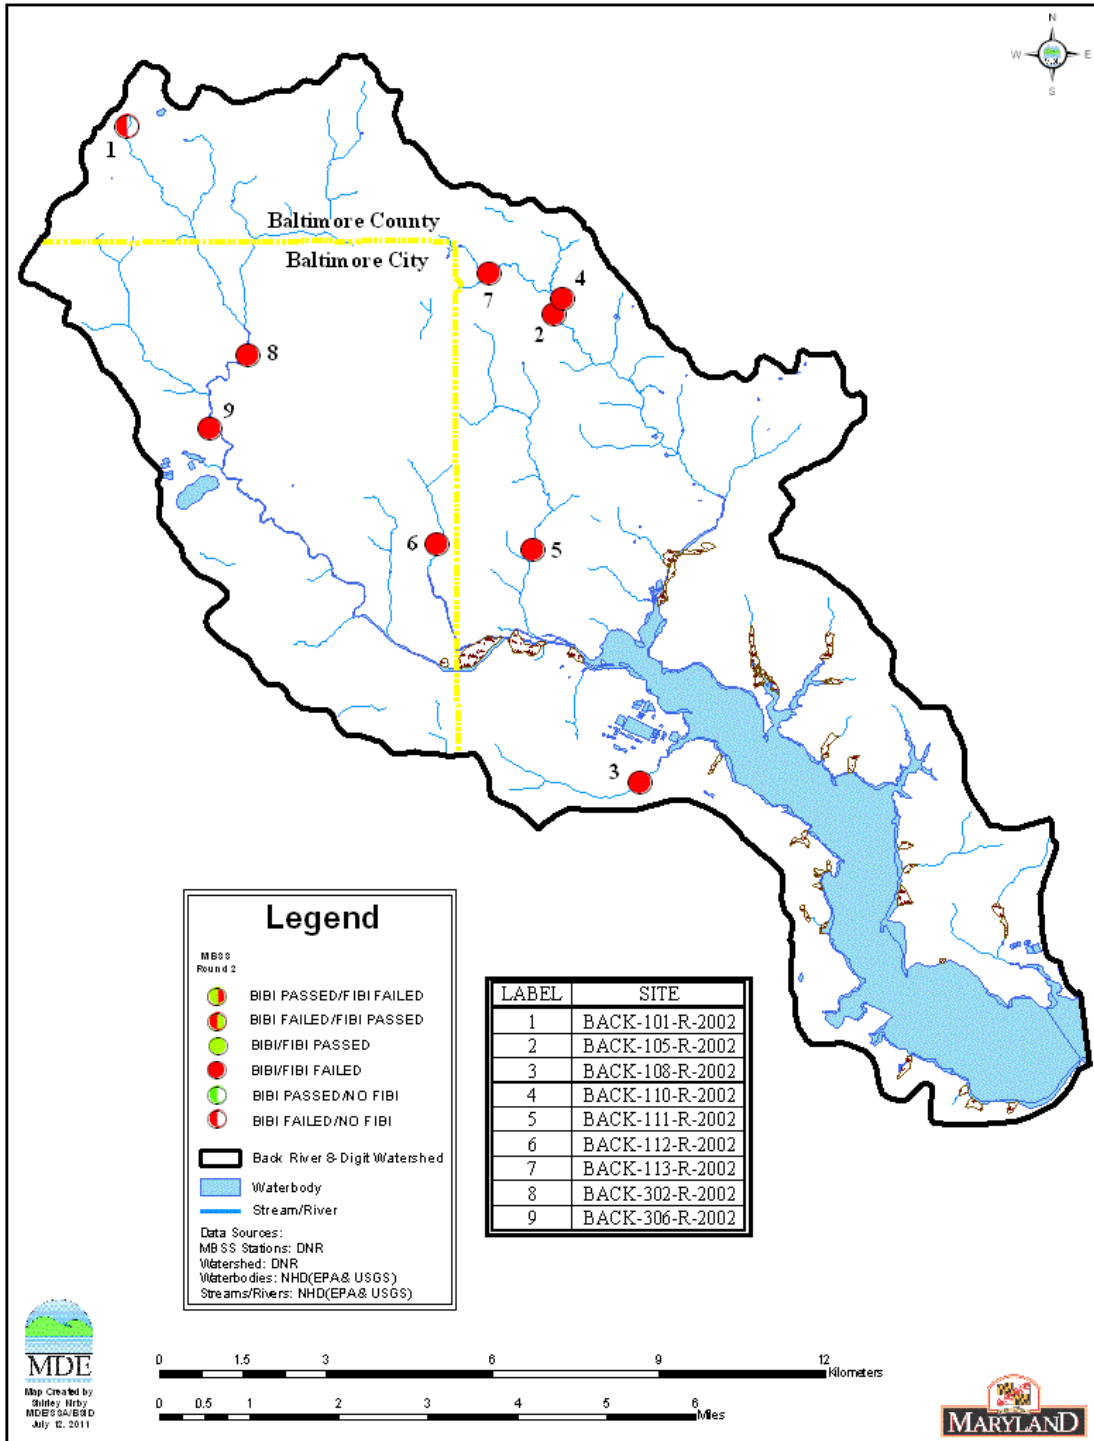 N
W E
S
1
Baltimore County
Baltimore City
4
7
2
8
9
6
5
3
Legend
MBSS
Round 2
BIBI PASSED/FIBI FAILED
BIBI FAILED/FIBI PASSED
BIBI/FIBI PASSED
BIBI/FIBI FAILED
BIBI PASSED/NO FIBI
BIBI FAILED/NO FIBI
Back River 8-Digit Watershed
Waterbody
Stream/River
Data Sources:
MBSS Stations: DNR
Watershed: DNR
Waterbodies: NHD(EPA& USGS)
Streams/Rivers: NHD(EPA& USGS)
LABEL SITE
1 BACK-101-R-2002
2 BACK-105-R-2002
3 BACK-108-R-2002
4 BACK-110-R-2002
5 BACK-111-R-2002
6 BACK-112-R-2002
7 BACK-113-R-2002
8 BACK-302-R-2002
9 BACK-306-R-2002
MDE
Map Created by
Shirley Kirby
MDE/SSA/BSID
July 12, 2011
0 1.5 3 6 9 12
Kilometers
0 0.5 1 2 3 4 5 6
Miles
MARYLAND